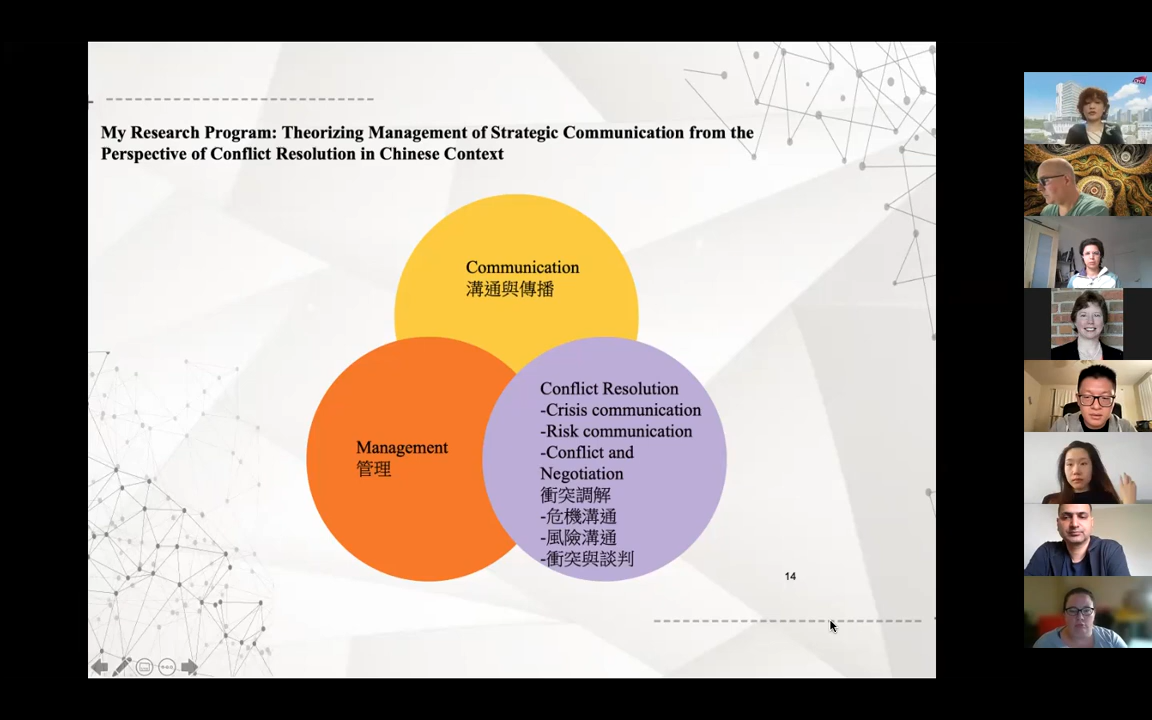 My Research Program: Theorizing Management of Strategic Communication from the
Perspective of Conflict Resolution in Chinese Context
Communication
溝通與傳播
Management
管理
Conflict Resolution
-Crisis communication
-Risk communication
-Conflict and
Negotiation
衝突調解
-危機溝通
-風險溝通
-衝突與談判
14